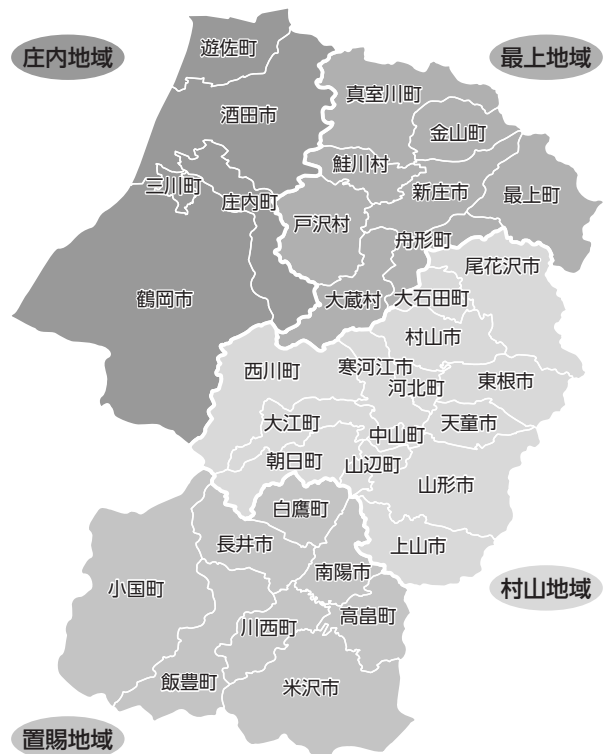 庄内地域
遊佐町
最上地域
真室川町
酒田市
金山町
鮭川村
三川町
庄内町
新庄市
最上町
戸沢村
舟形町
尾花沢市
鶴岡市
大蔵村
大石田町
村山市
西川町
寒河江市
河北町
東根市
大江町
中山町
天童市
朝日町
山辺町
山形市
白鷹町
長井市
上山市
南陽市
小国町
村山地域
高畠町
川西町
飯豊町
米沢市
置賜地域